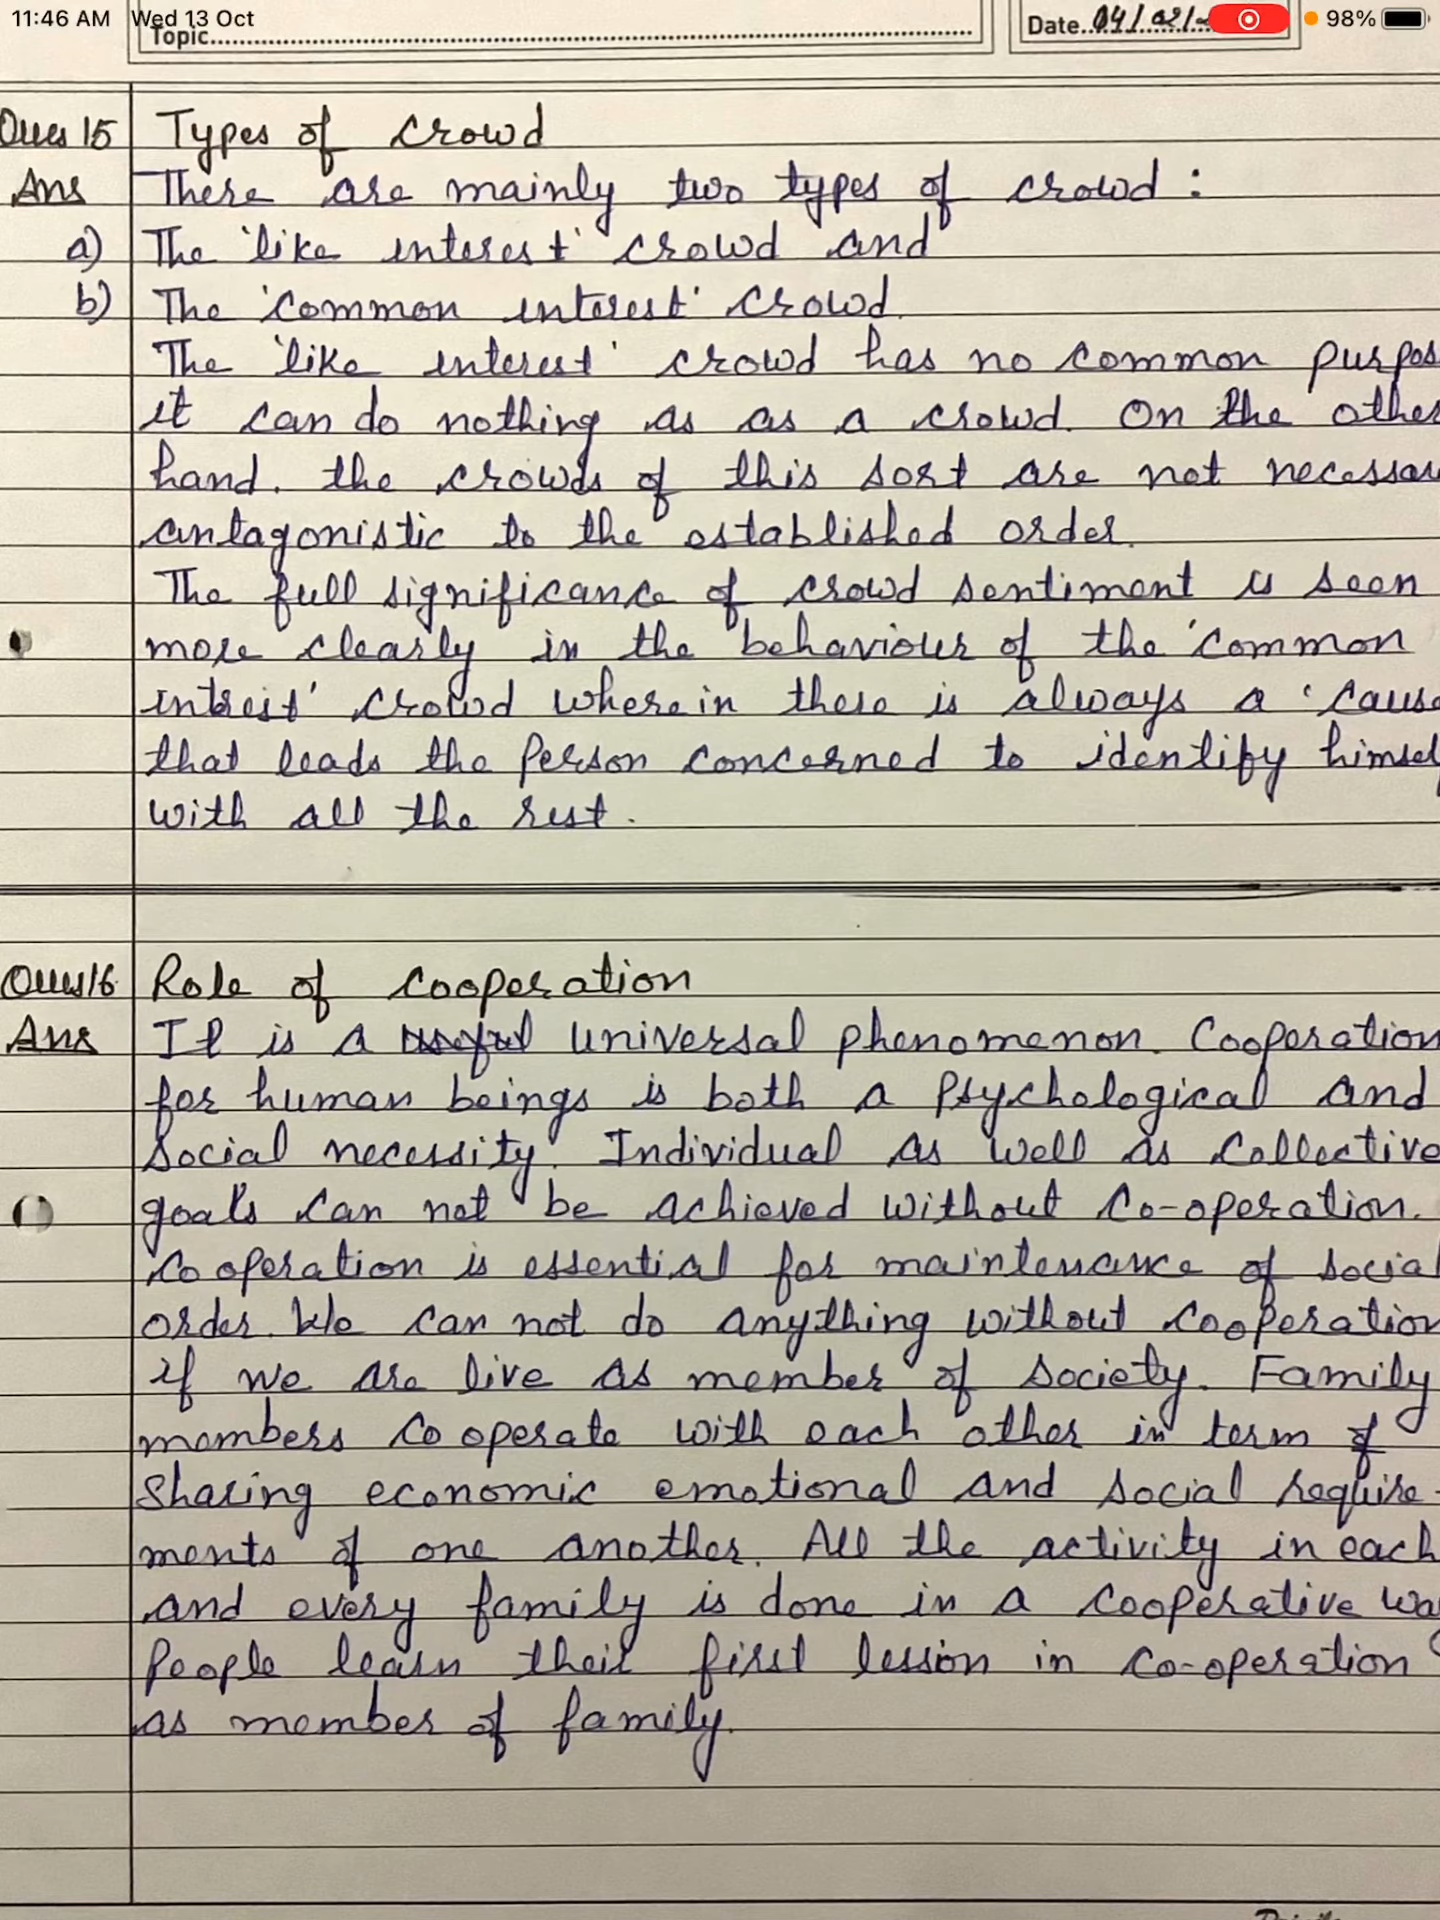 11:46 AM Wed 13 Oct 98%
Topic
Date 04/02/
Ques 15 Types of crowd
Ans There are mainly two types of crowd :
a) The 'like interest' crowd and
b) The 'common interest' crowd.
The 'like interest' crowd has no common purpos
it can do nothing as as a crowd. On the other
hand. the crowds of this sort are not necessar
antagonistic to the established order.
The full significance of crowd sentiment is seen
more clearly in the behaviour of the 'common
intrest' crowd wherein there is always a 'cause
that leads the person concerned to identify himsel
with all the rest.
Ques 16 Role of cooperation
Ans It is a universal phenomenon. Cooperation
for human beings is both a Psychological and
social necessity. Individual as well as Collective
goals can not be achieved without Co-operation.
Cooperation is essential for maintenance of social
order. We can not do anything without cooperation
if we are live as member of society. Family
members cooperate with each other in term of
sharing economic emotional and social require-
ments of one another. All the activity in each
and every family is done in a cooperative wa
People learn their first lession in co-operation
as member of family.